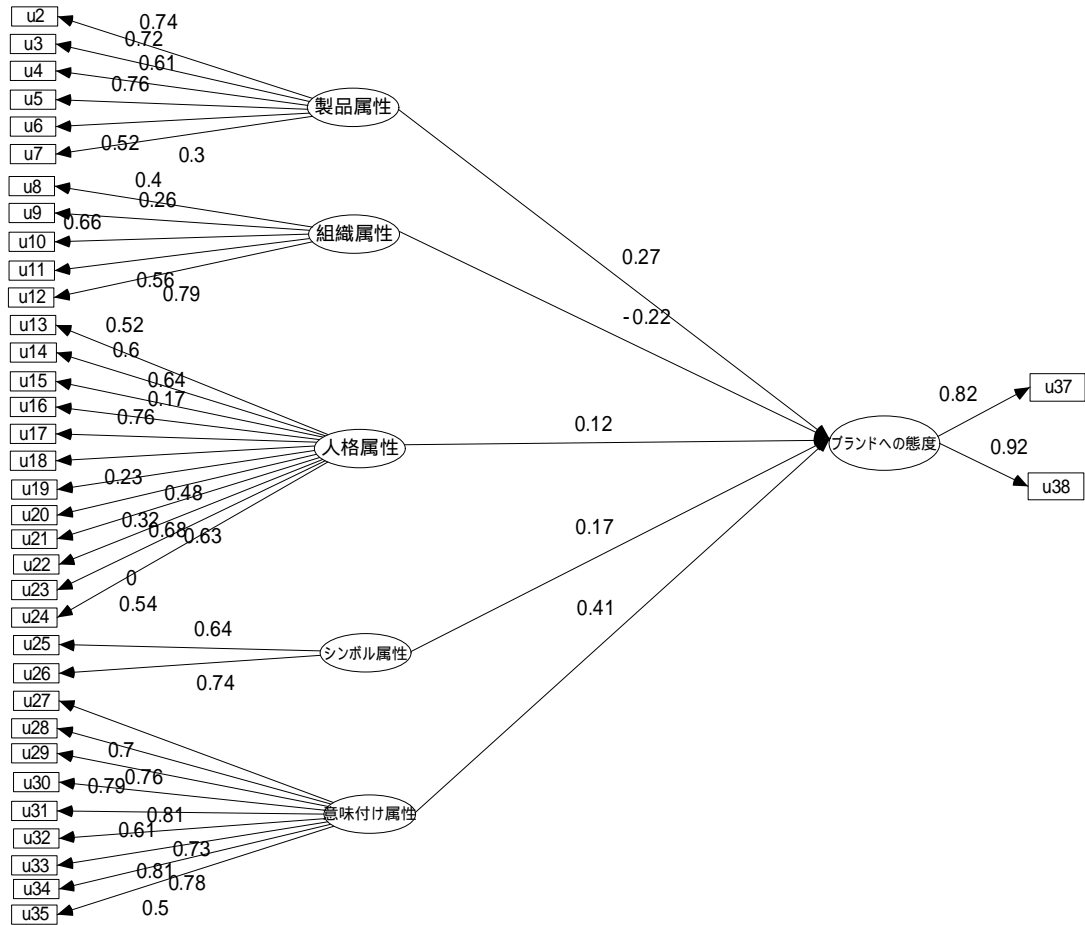 u2
0.74
u3
0.72
u4
0.61
u5
0.76
製品属性
u6
u7
0.52
0.3
u8
0.4
u9
0.26
u10
0.66
組織属性
u11
u12
0.56
0.79
0.27
-0.22
u13
0.52
u14
0.6
u15
0.64
u16
0.17
u17
0.76
人格属性
u18
u19
0.23
u20
0.48
u21
0.32
u22
0.68
0.63
u23
0
u24
0.54
0.12
ブランドへの態度
0.82
u37
0.92
u38
u25
0.64
シンボル属性
u26
0.74
0.17
0.41
u27
u28
u29
0.7
u30
0.76
0.79
u31
0.81
意味付け属性
u32
0.61
u33
0.73
u34
0.81
0.78
u35
0.5